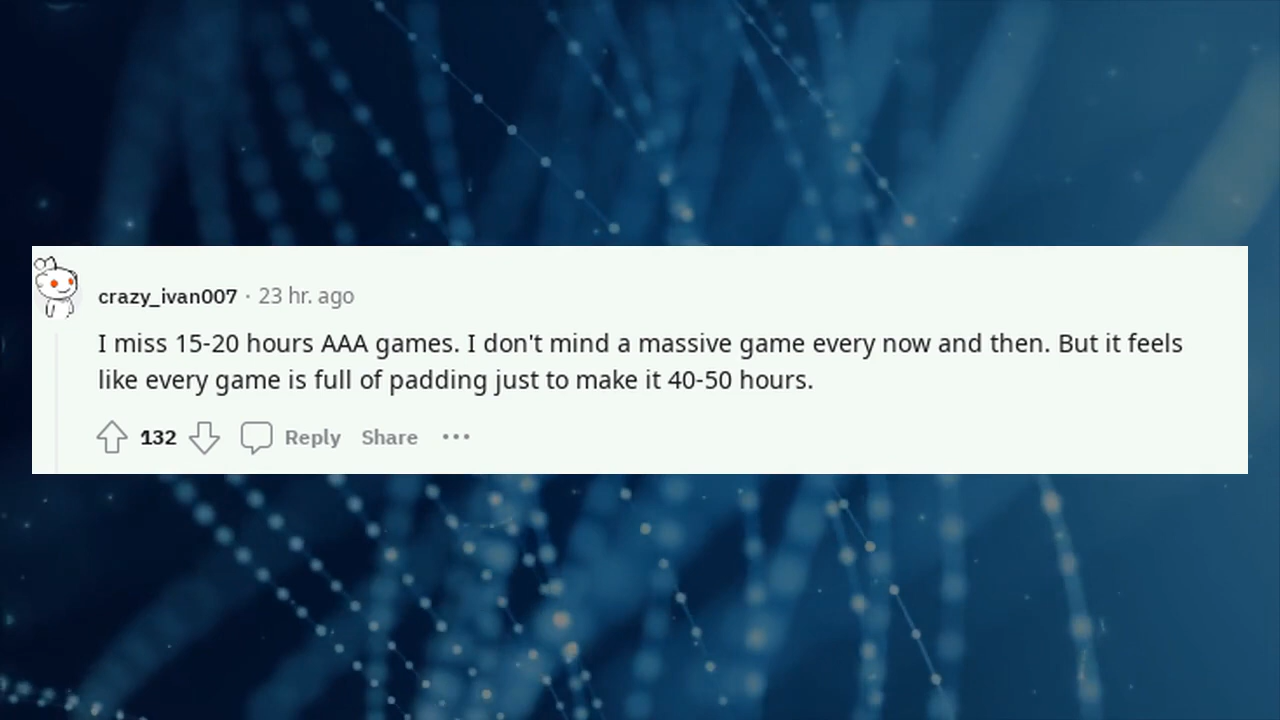 crazy_ivan007 · 23 hr. ago
I miss 15-20 hours AAA games. I don't mind a massive game every now and then. But it feels
like every game is full of padding just to make it 40-50 hours.
132 Reply Share ···